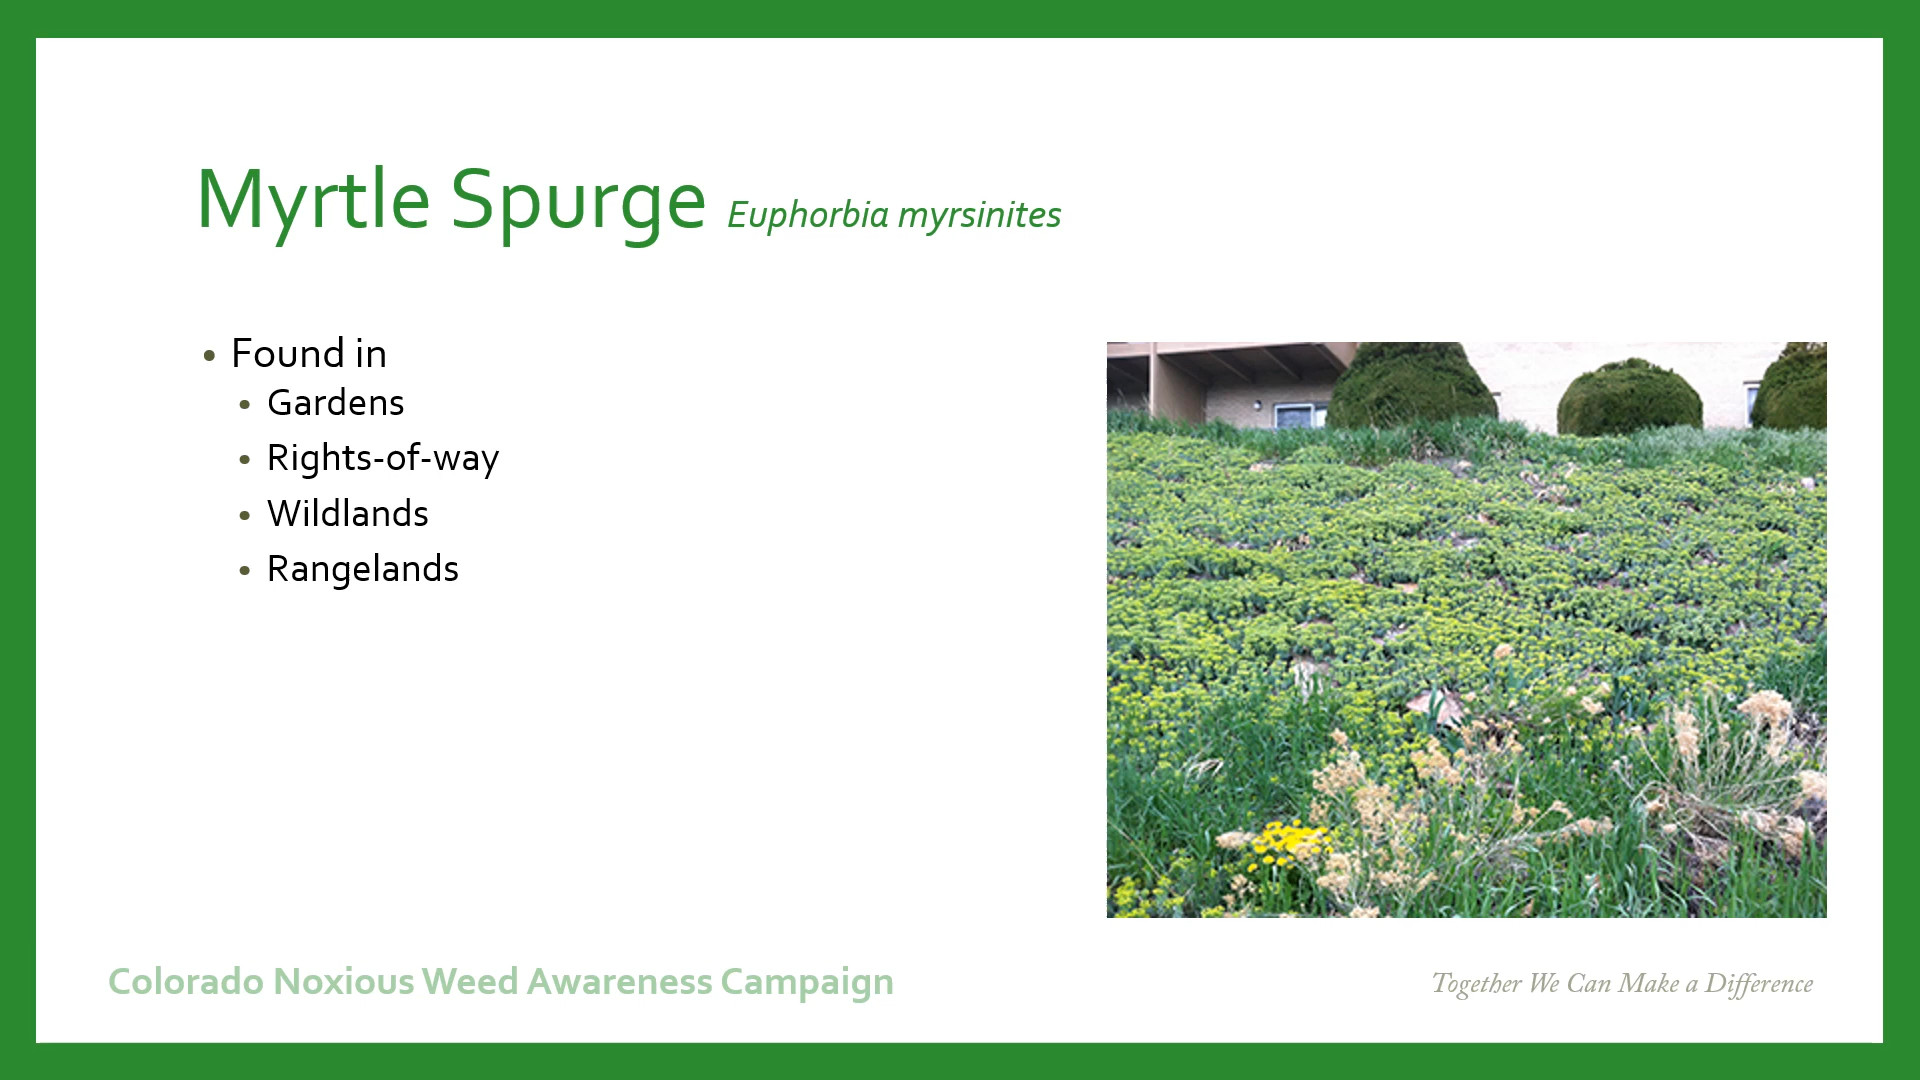 Myrtle Spurge Euphorbia myrsinites
• Found in
• Gardens
• Rights-of-way
• Wildlands
• Rangelands
Colorado Noxious Weed Awareness Campaign
Together We Can Make a Difference